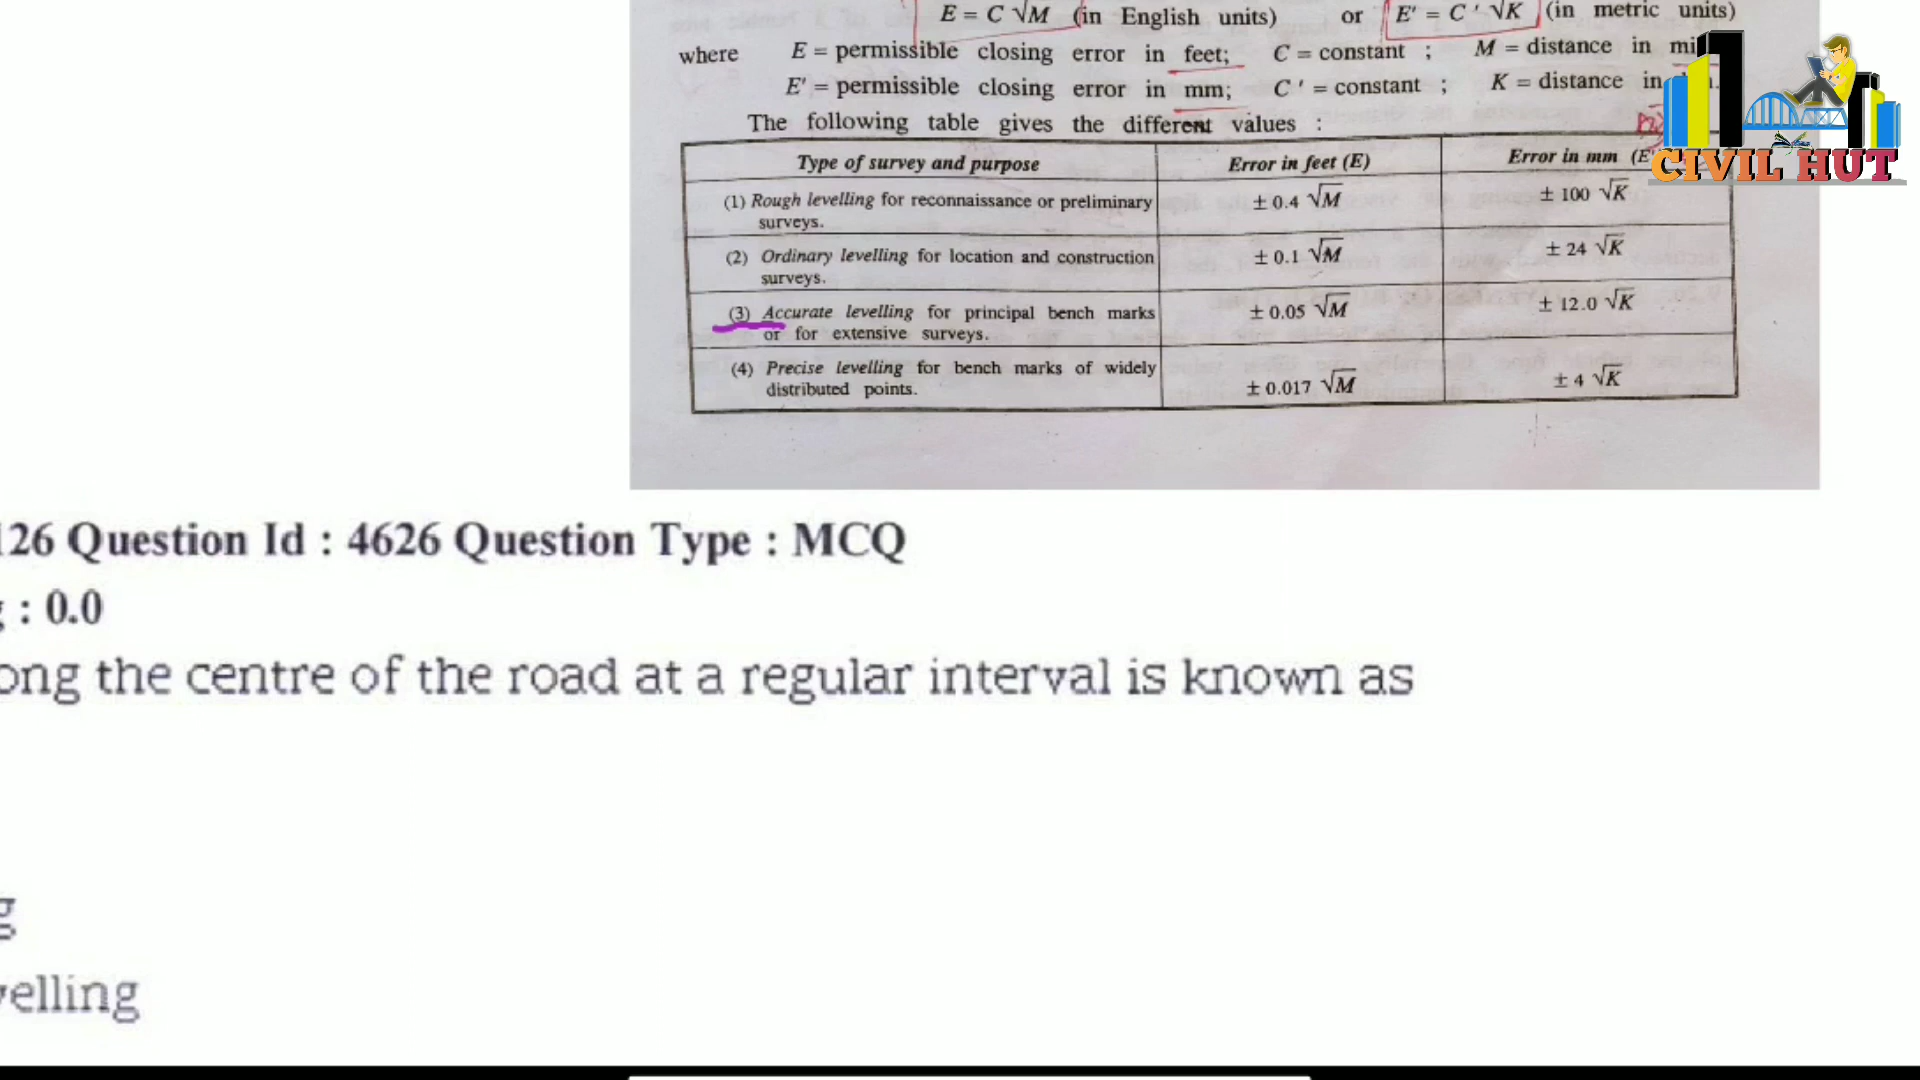 E = C √M (in English units) or E' = C ' √K (in metric units)
where E = permissible closing error in feet; C = constant ; M = distance in
E' = permissible closing error in mm; C ' = constant ; K = distance in
The following table gives the different values :
Type of survey and purpose Error in feet (E) Error in mm (E'
(1) Rough levelling for reconnaissance or preliminary surveys. ± 0.4 √M ± 100 √K
(2) Ordinary levelling for location and construction surveys. ± 0.1 √M ± 24 √K
(3) Accurate levelling for principal bench marks or for extensive surveys. ± 0.05 √M ± 12.0 √K
(4) Precise levelling for bench marks of widely distributed points. ± 0.017 √M ± 4 √K
CIVIL HUT
126 Question Id : 4626 Question Type : MCQ
: 0.0
ong the centre of the road at a regular interval is known as
g
velling